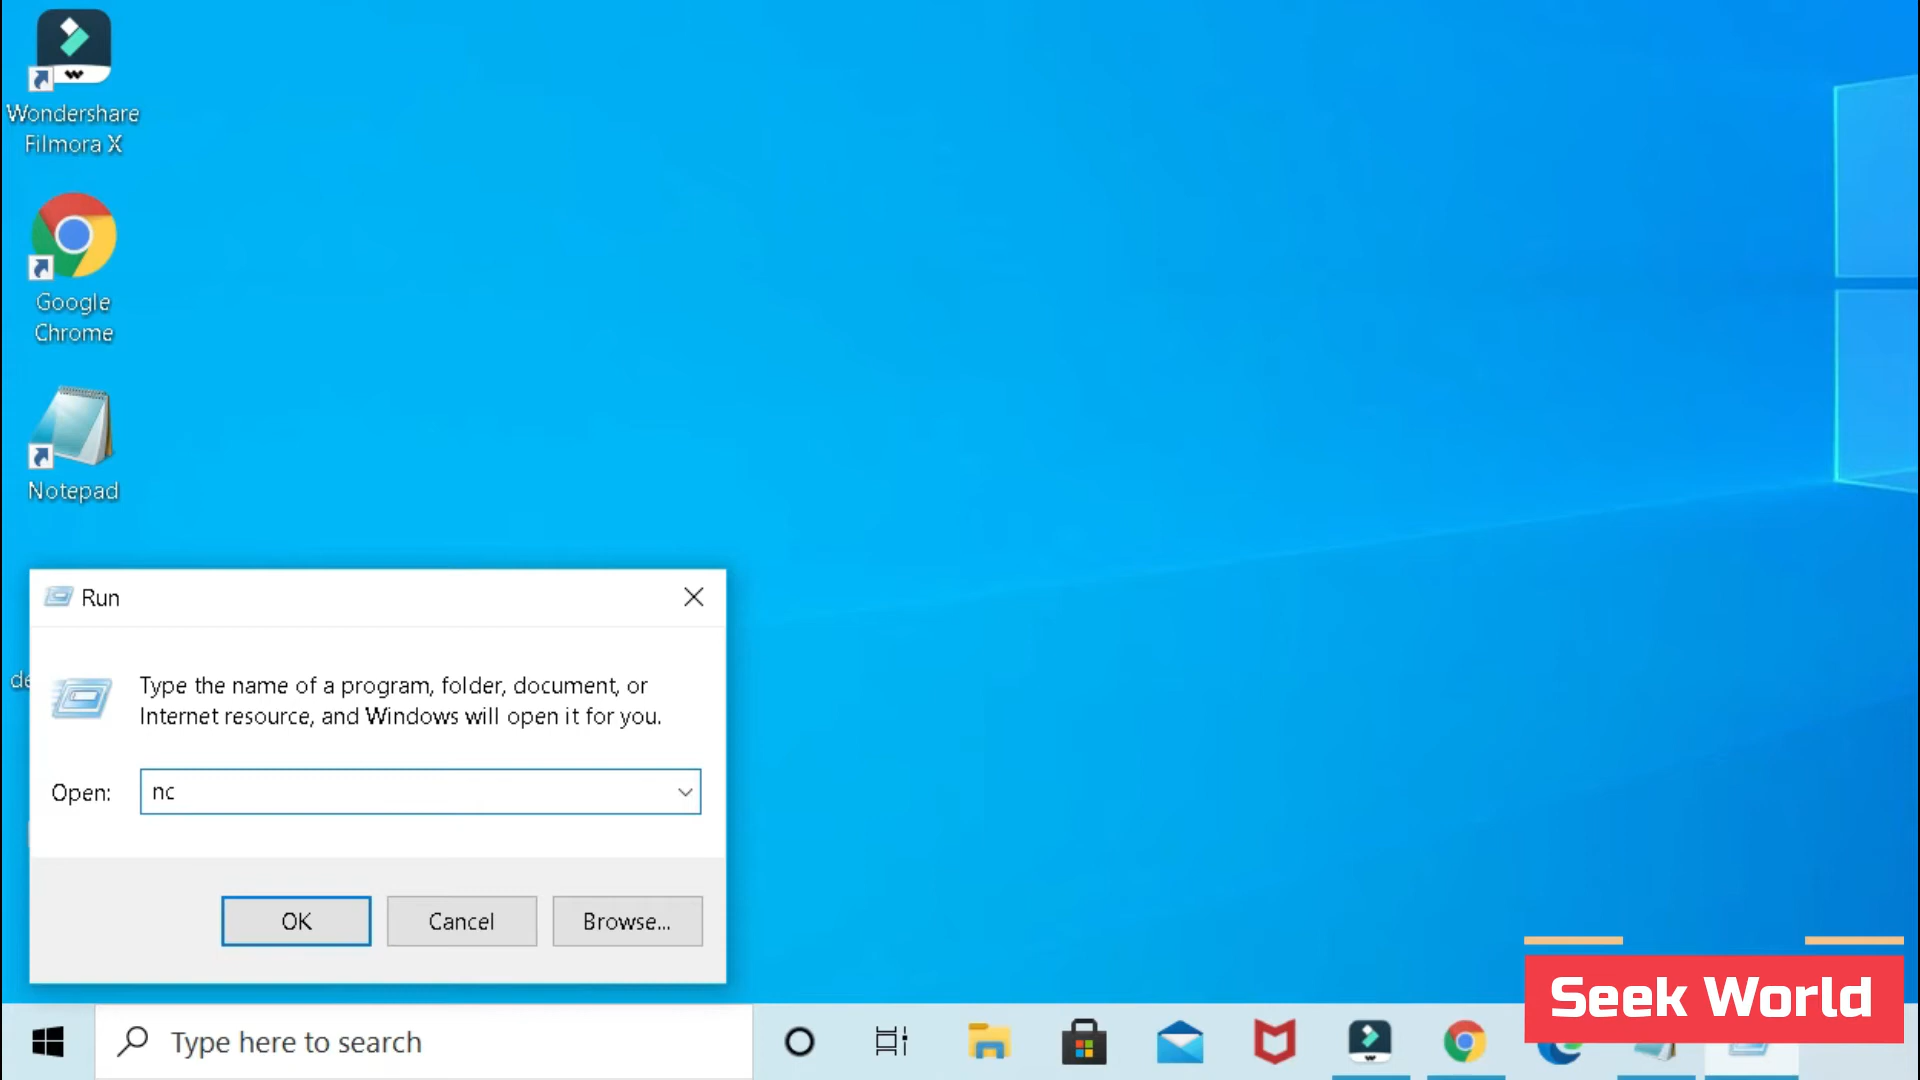 Wondershare
Filmora X
Google
Chrome
Notepad
Run
Type the name of a program, folder, document, or
Internet resource, and Windows will open it for you.
Open:
nc
OK
Cancel
Browse...
Type here to search
Seek World